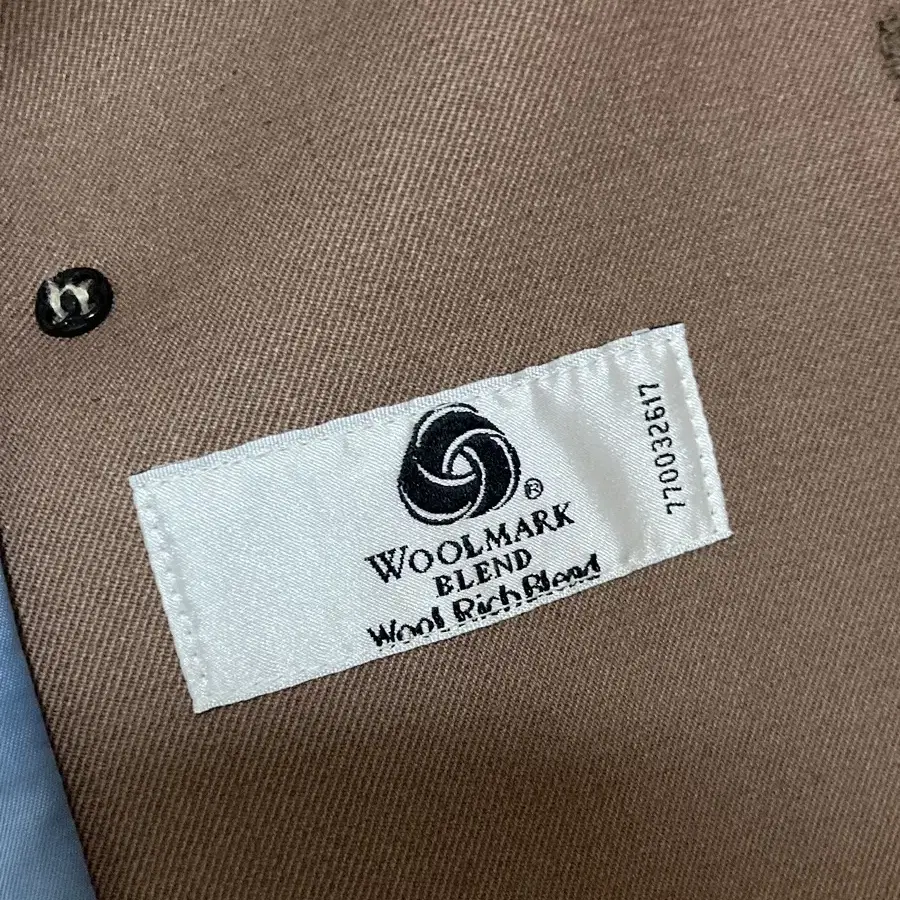 WOOLMARK®
BLEND
Wool Rich Blend
770032617